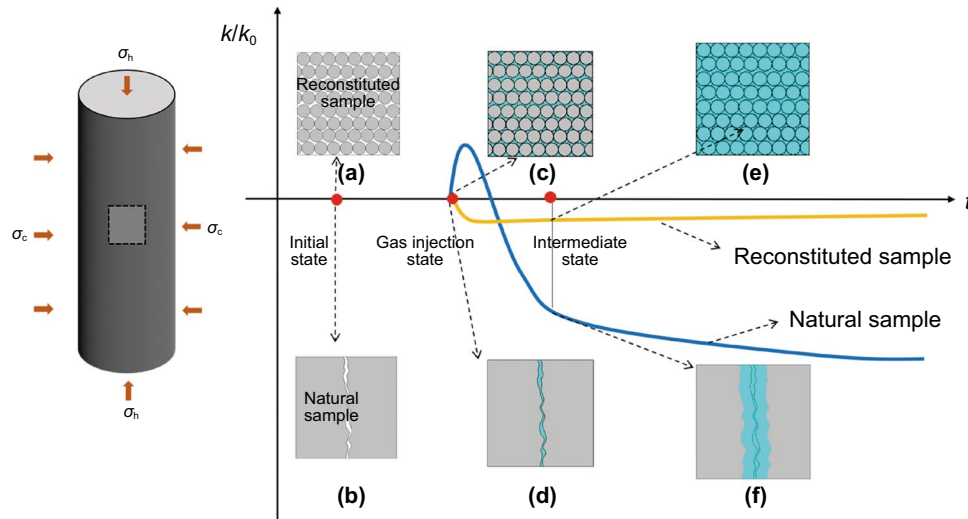 k/k₀
σₕ
Reconstituted
sample
(a)
(c)
(e)
t
σc
σc
Initial
state
Gas injection
state
Intermediate
state
Reconstituted sample
Natural sample
σₕ
Natural
sample
(b)
(d)
(f)